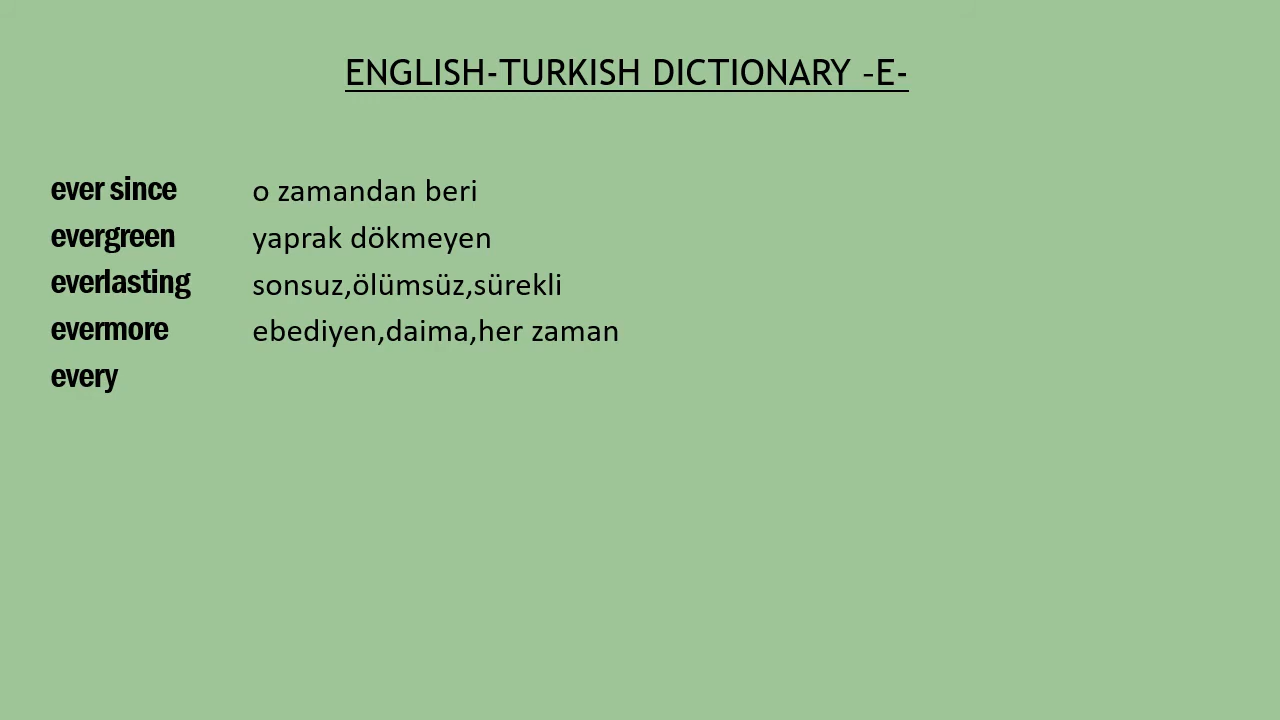 ENGLISH-TURKISH DICTIONARY –E-
ever since o zamandan beri
evergreen yaprak dökmeyen
everlasting sonsuz,ölümsüz,sürekli
evermore ebediyen,daima,her zaman
every